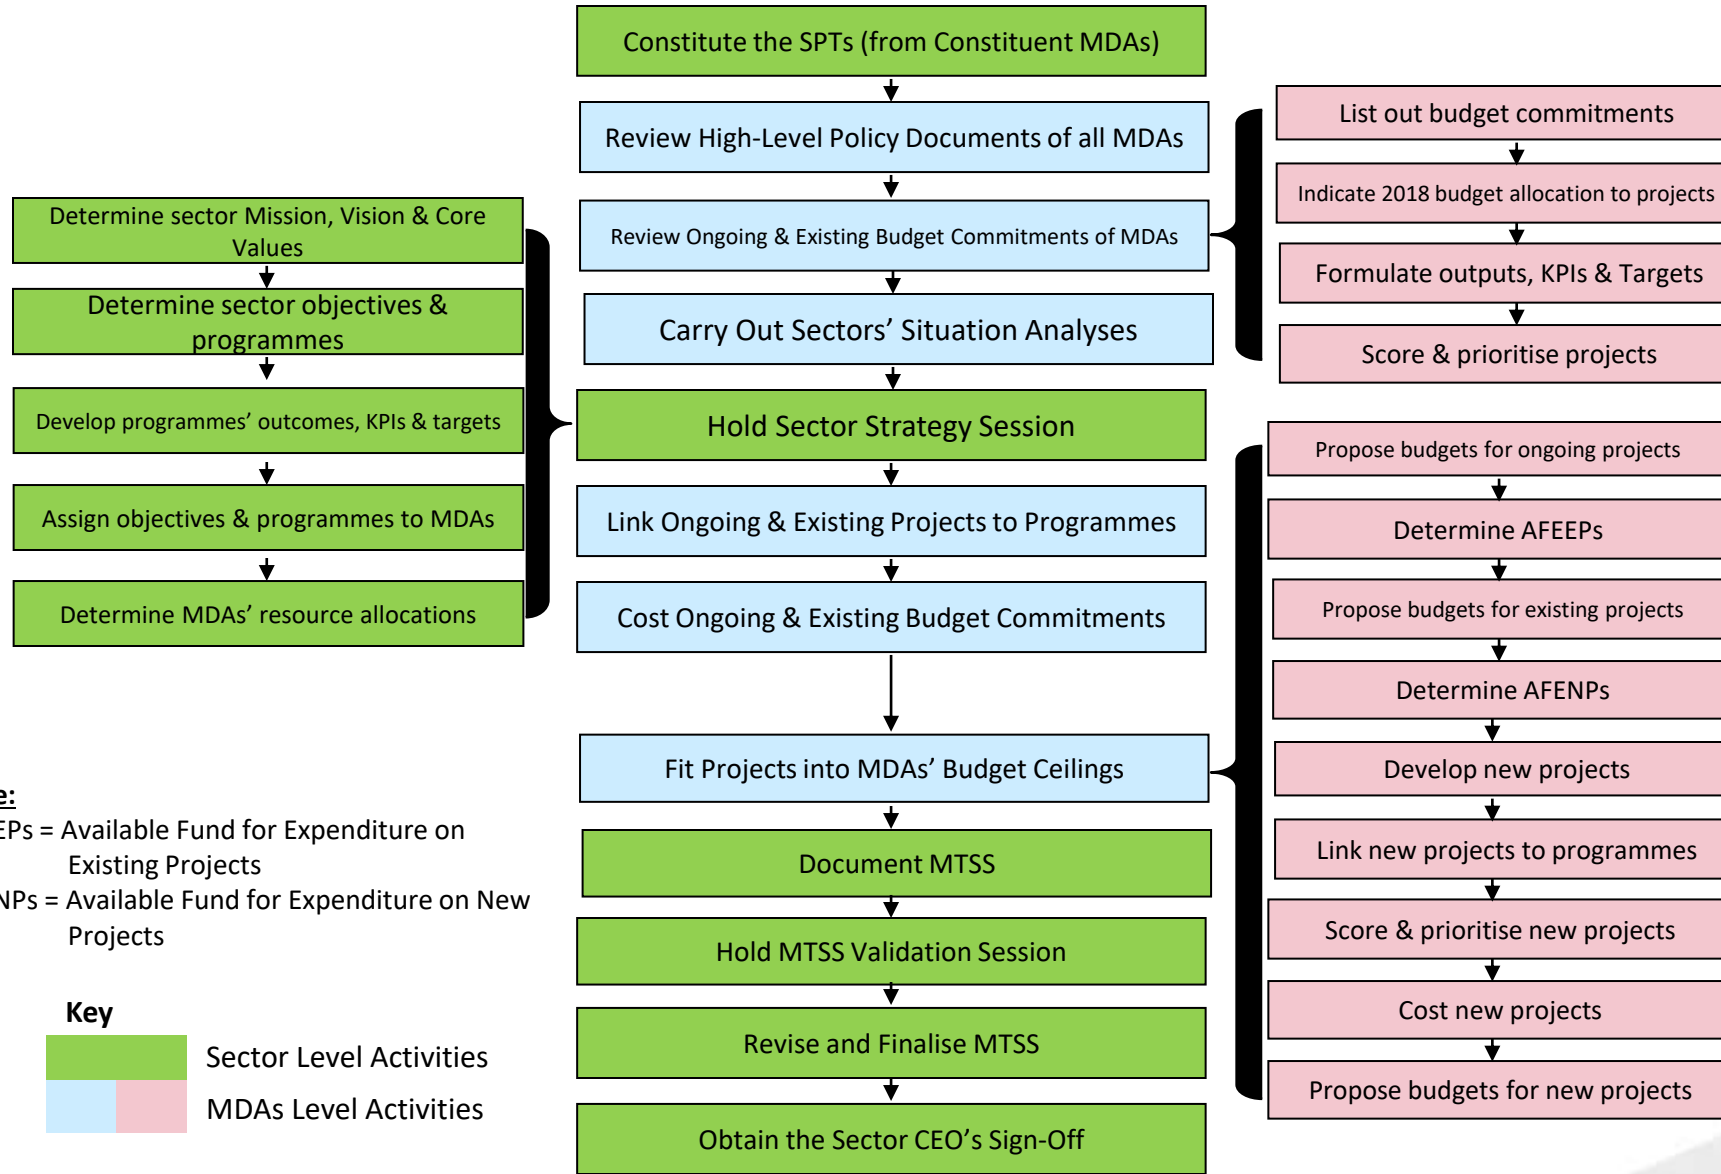 Constitute the SPTs (from Constituent MDAs)
Review High-Level Policy Documents of all MDAs
Review Ongoing & Existing Budget Commitments of MDAs
Carry Out Sectors’ Situation Analyses
Hold Sector Strategy Session
Link Ongoing & Existing Projects to Programmes
Cost Ongoing & Existing Budget Commitments
Fit Projects into MDAs’ Budget Ceilings
Document MTSS
Hold MTSS Validation Session
Revise and Finalise MTSS
Obtain the Sector CEO’s Sign-Off
Determine sector Mission, Vision & Core
Values
Determine sector objectives &
programmes
Develop programmes’ outcomes, KPIs & targets
Assign objectives & programmes to MDAs
Determine MDAs’ resource allocations
List out budget commitments
Indicate 2018 budget allocation to projects
Formulate outputs, KPIs & Targets
Score & prioritise projects
Propose budgets for ongoing projects
Determine AFEEPs
Propose budgets for existing projects
Determine AFENPs
Develop new projects
Link new projects to programmes
Score & prioritise new projects
Cost new projects
Propose budgets for new projects
e:
EPs = Available Fund for Expenditure on
Existing Projects
NPs = Available Fund for Expenditure on New
Projects
Key
Sector Level Activities
MDAs Level Activities